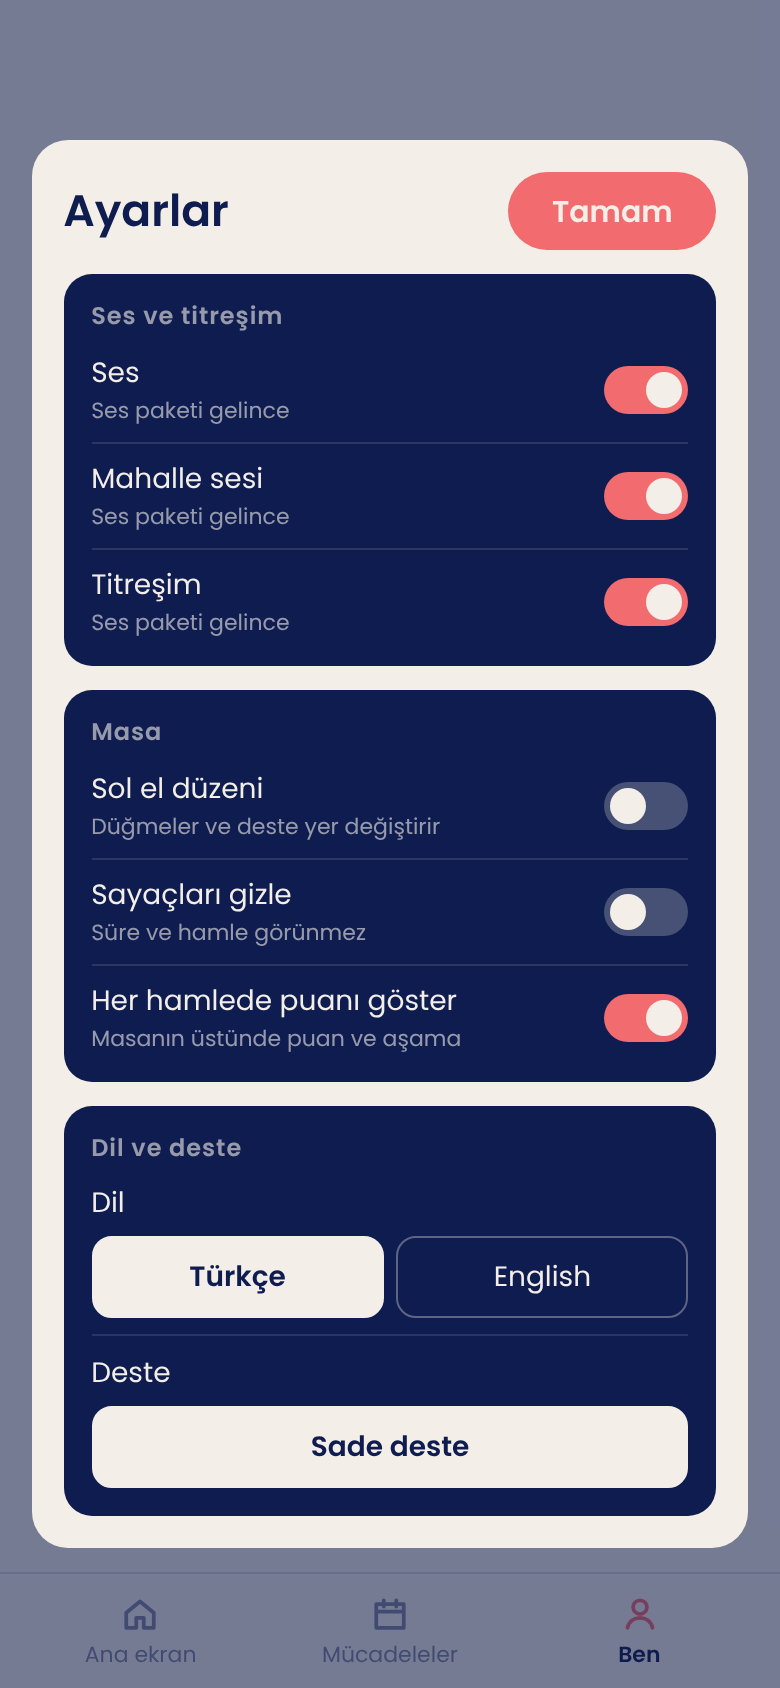 Ayarlar
Tamam
Ses ve titreşim
Ses
Ses paketi gelince
Mahalle sesi
Ses paketi gelince
Titreşim
Ses paketi gelince
Masa
Sol el düzeni
Düğmeler ve deste yer değiştirir
Sayaçları gizle
Süre ve hamle görünmez
Her hamlede puanı göster
Masanın üstünde puan ve aşama
Dil ve deste
Dil
Türkçe
English
Deste
Sade deste
Ana ekran
Mücadeleler
Ben